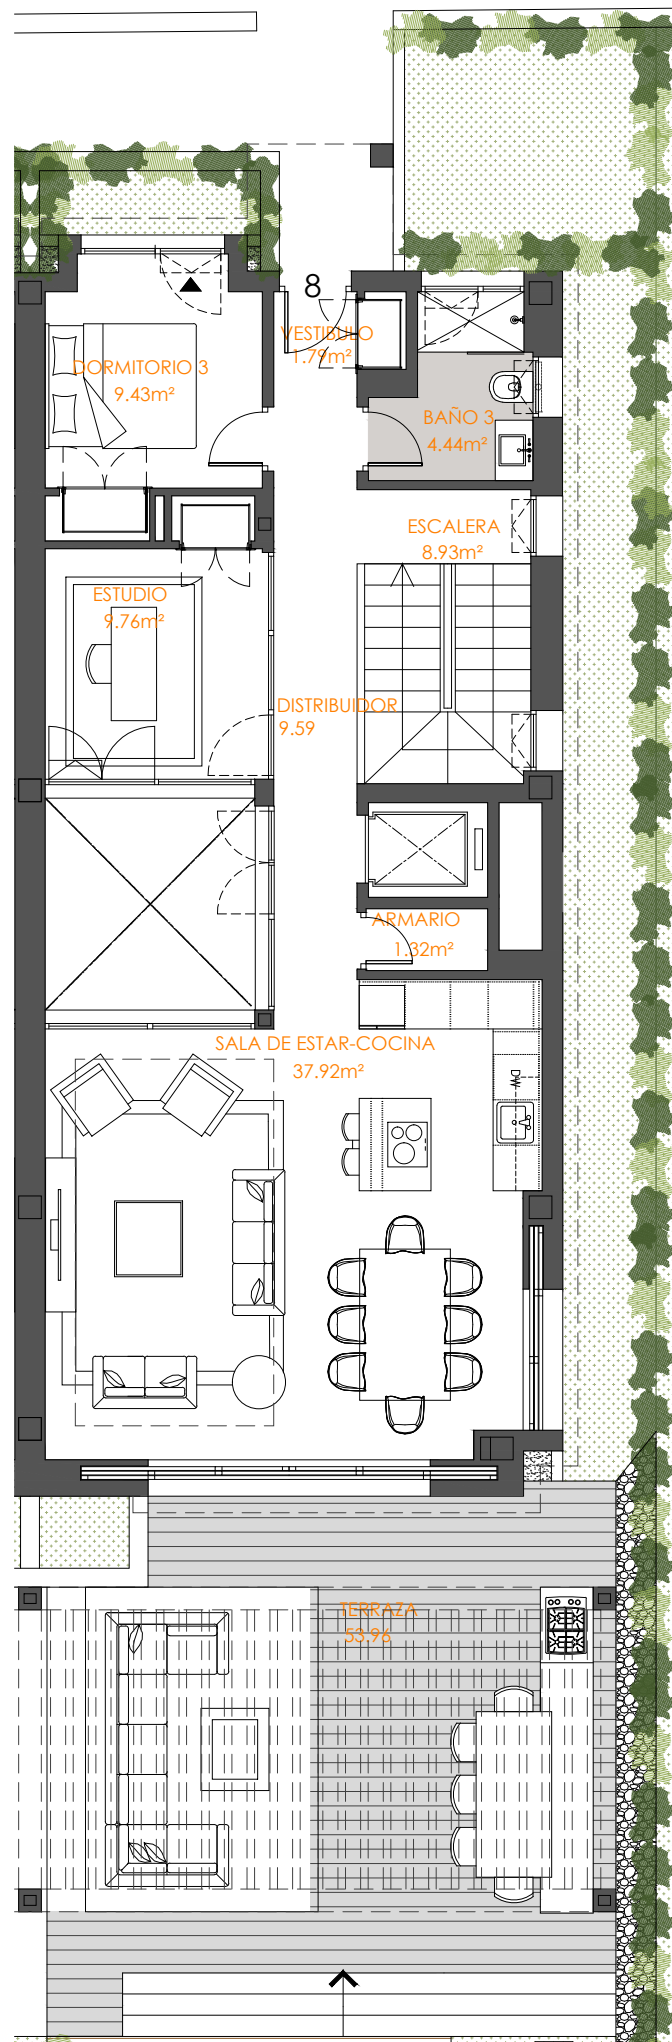 8
VESTIBULO
1.79m²
DORMITORIO 3
9.43m²
BAÑO 3
4.44m²
ESCALERA
8.93m²
ESTUDIO
9.76m²
DISTRIBUIDOR
9.59
ARMARIO
1.32m²
SALA DE ESTAR-COCINA
37.92m²
DW
TERRAZA
53.96